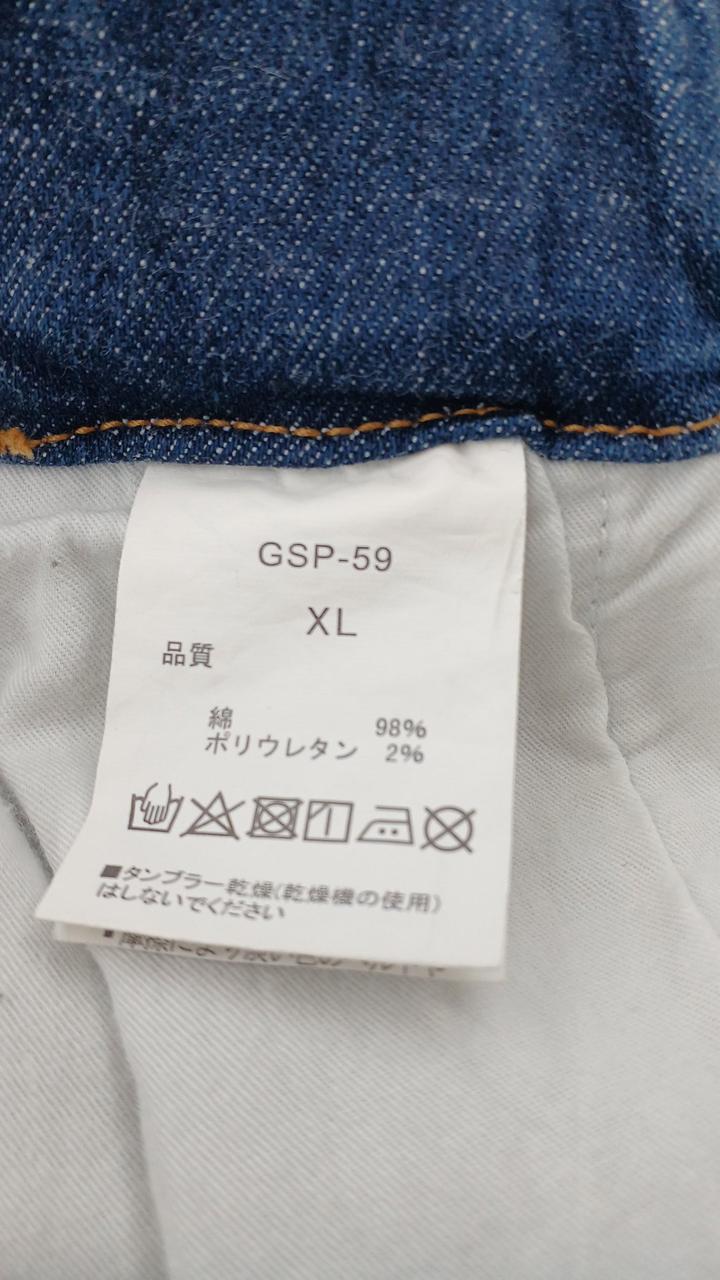 GSP-59
XL
品質
綿 98%
ポリウレタン 2%
■タンブラー乾燥(乾燥機の使用)
はしないでください